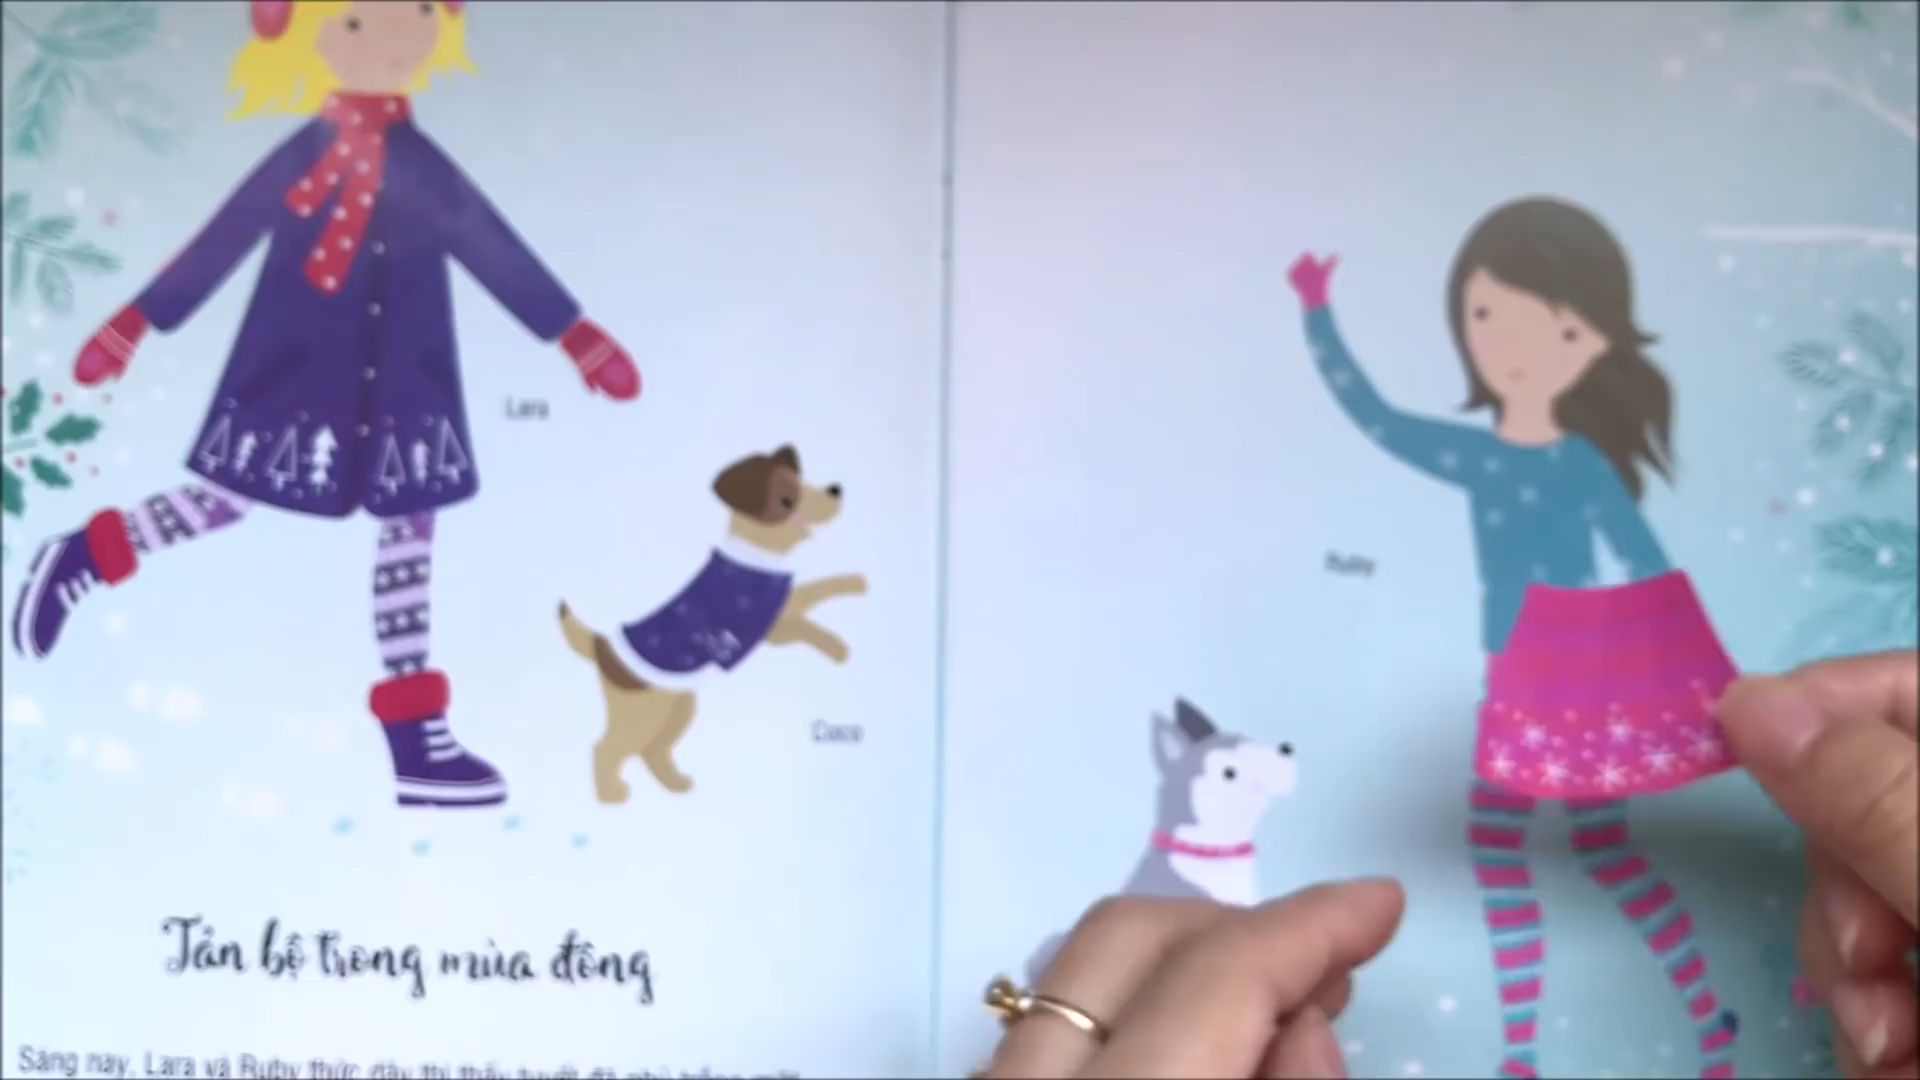 Lara
Coco
Ruby
Tản bộ trong mùa đông
Sáng nay, Lara và Ruby thức dậy thì thấy tuyết đã phủ trắng